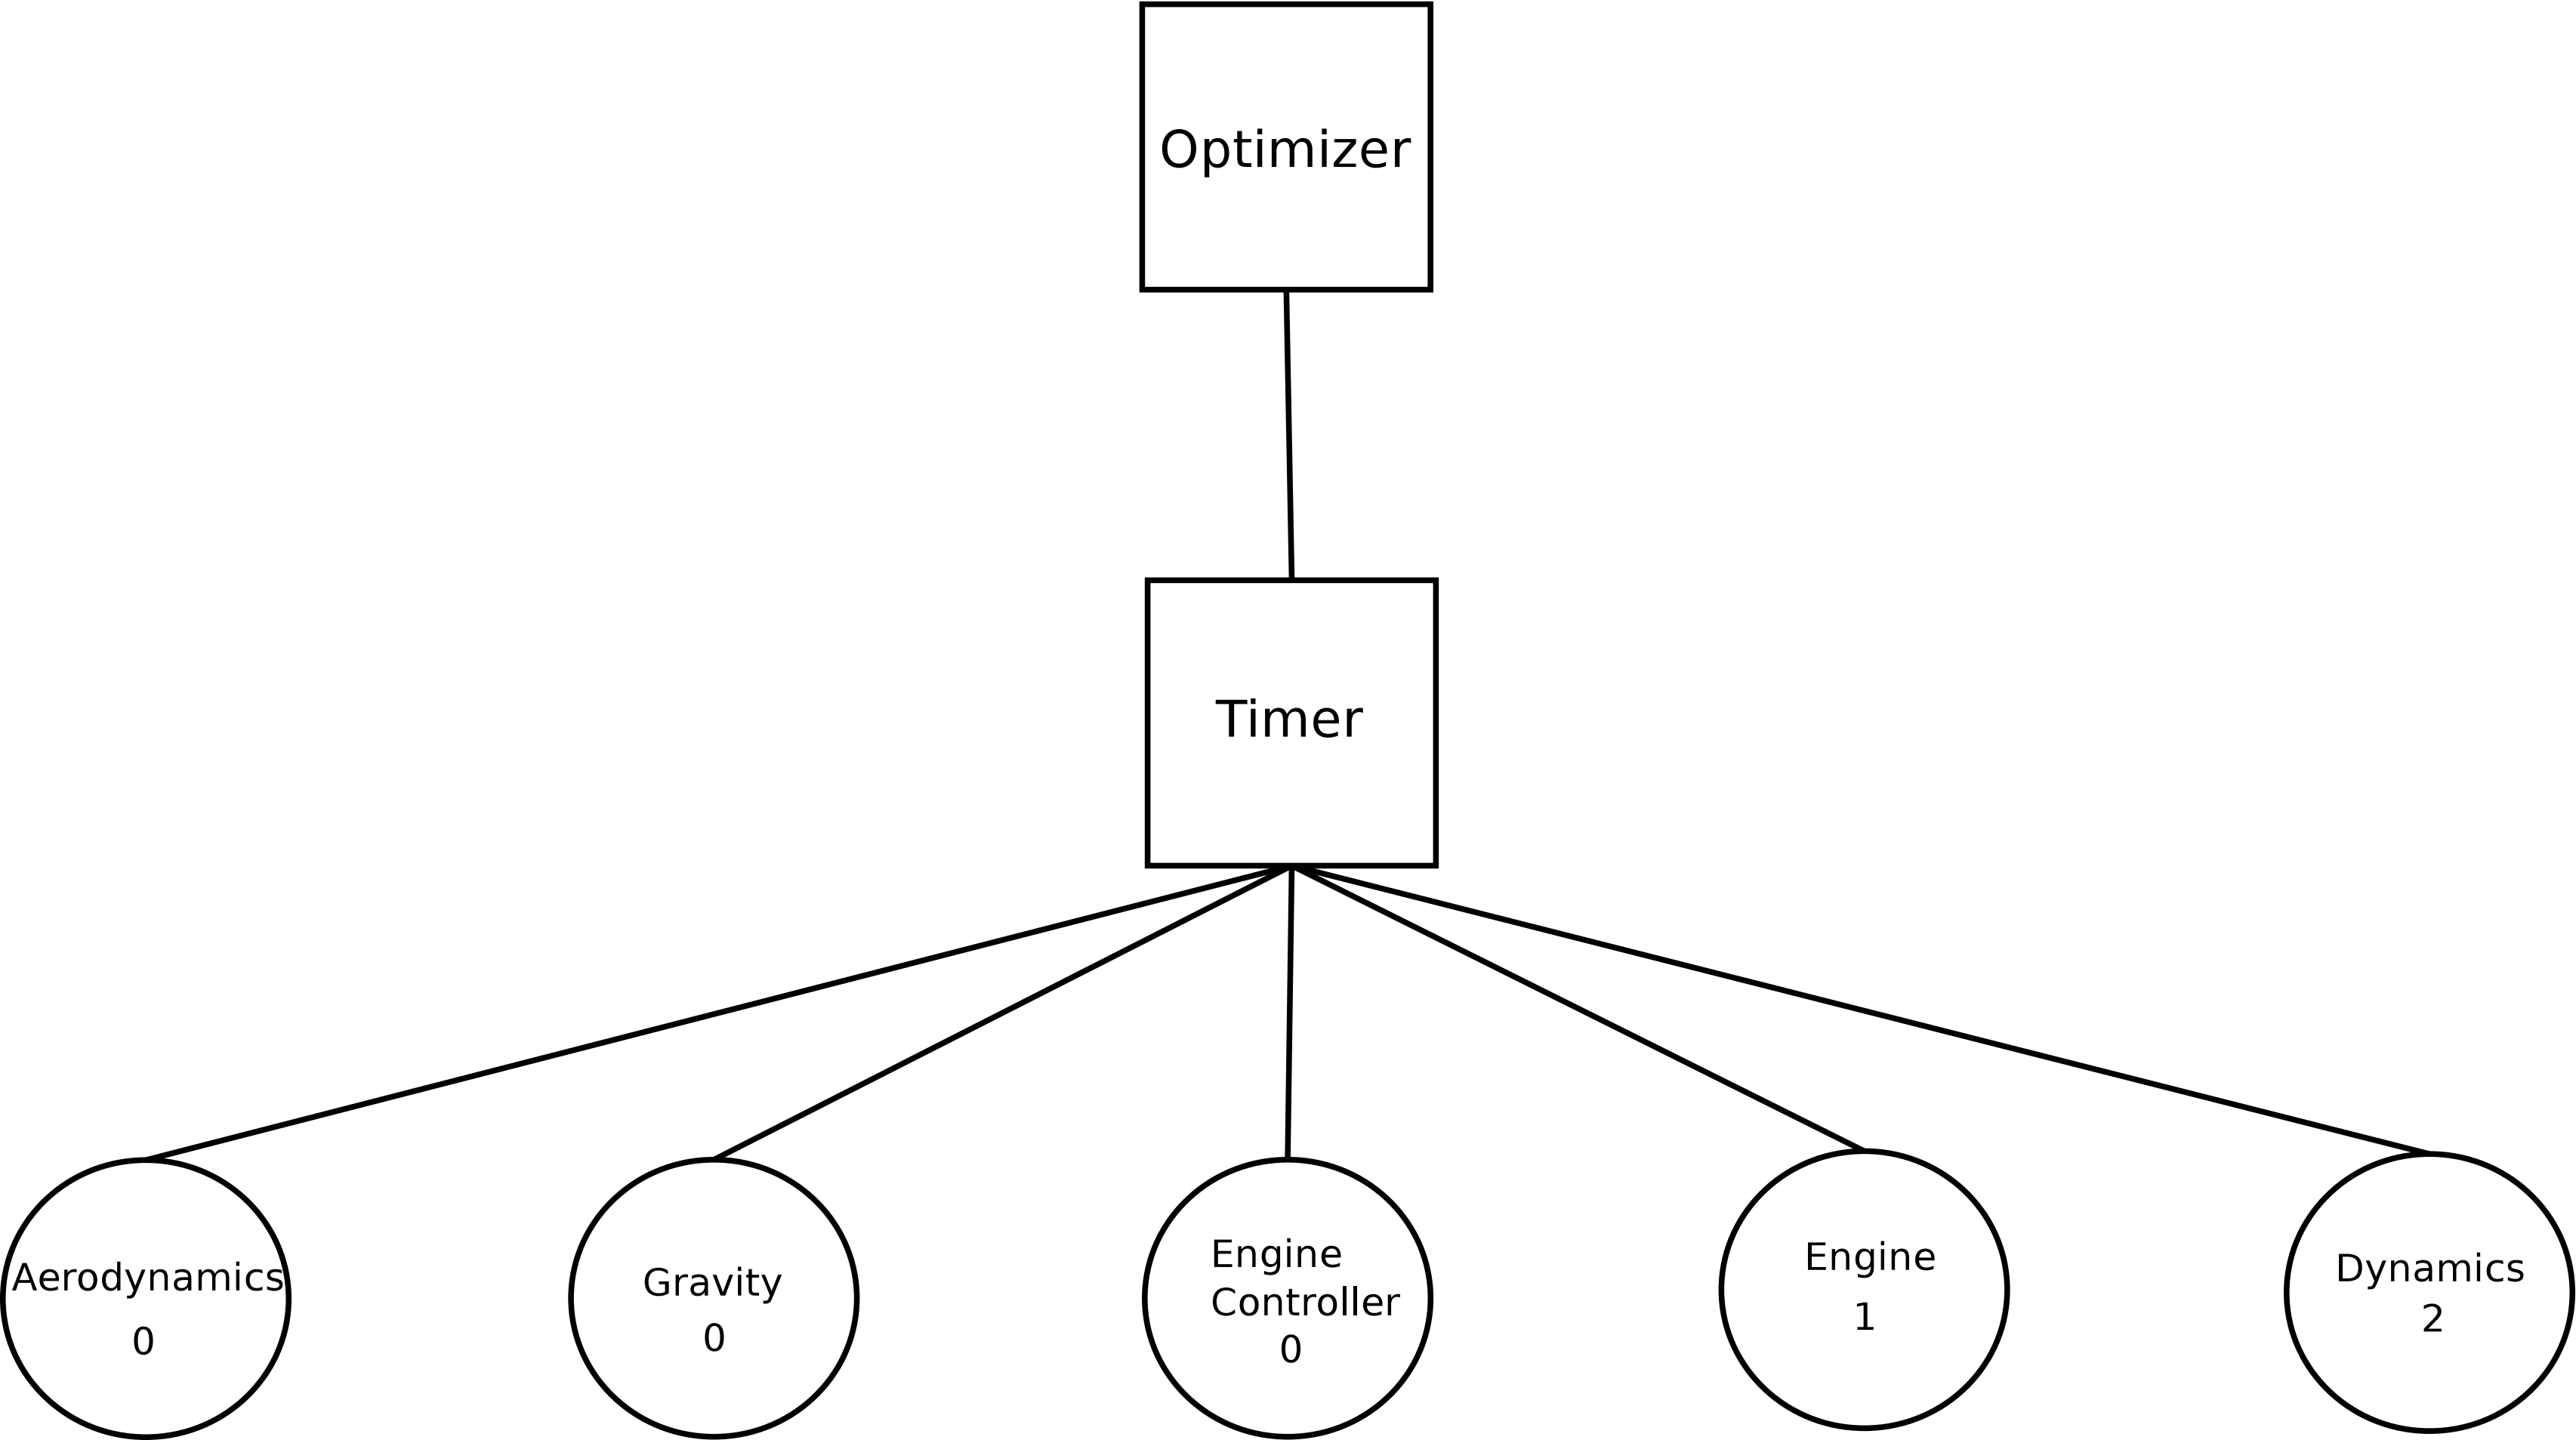 Optimizer
Timer
Aerodynamics
0
Gravity
0
Engine
Controller
0
Engine
1
Dynamics
2